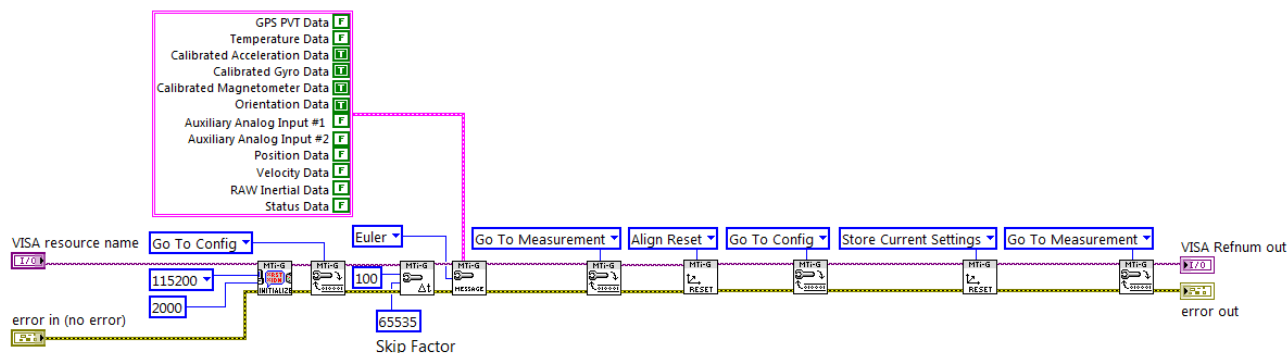 GPS PVT Data F
Temperature Data F
Calibrated Acceleration Data T
Calibrated Gyro Data T
Calibrated Magnetometer Data T
Orientation Data T
Auxiliary Analog Input #1 F
Auxiliary Analog Input #2 F
Position Data F
Velocity Data F
RAW Inertial Data F
Status Data F
VISA resource name
Go To Config
Euler
Go To Measurement
Align Reset
Go To Config
Store Current Settings
Go To Measurement
VISA Refnum out
I/O
MTi-G
MTi-G
MTi-G
MTi-G
MTi-G
MTi-G
MTi-G
MTi-G
MTi-G
I/O
115200
100
INITIALIZE
Δt
MESSAGE
RESET
RESET
2000
65535
error in (no error)
error out
Skip Factor